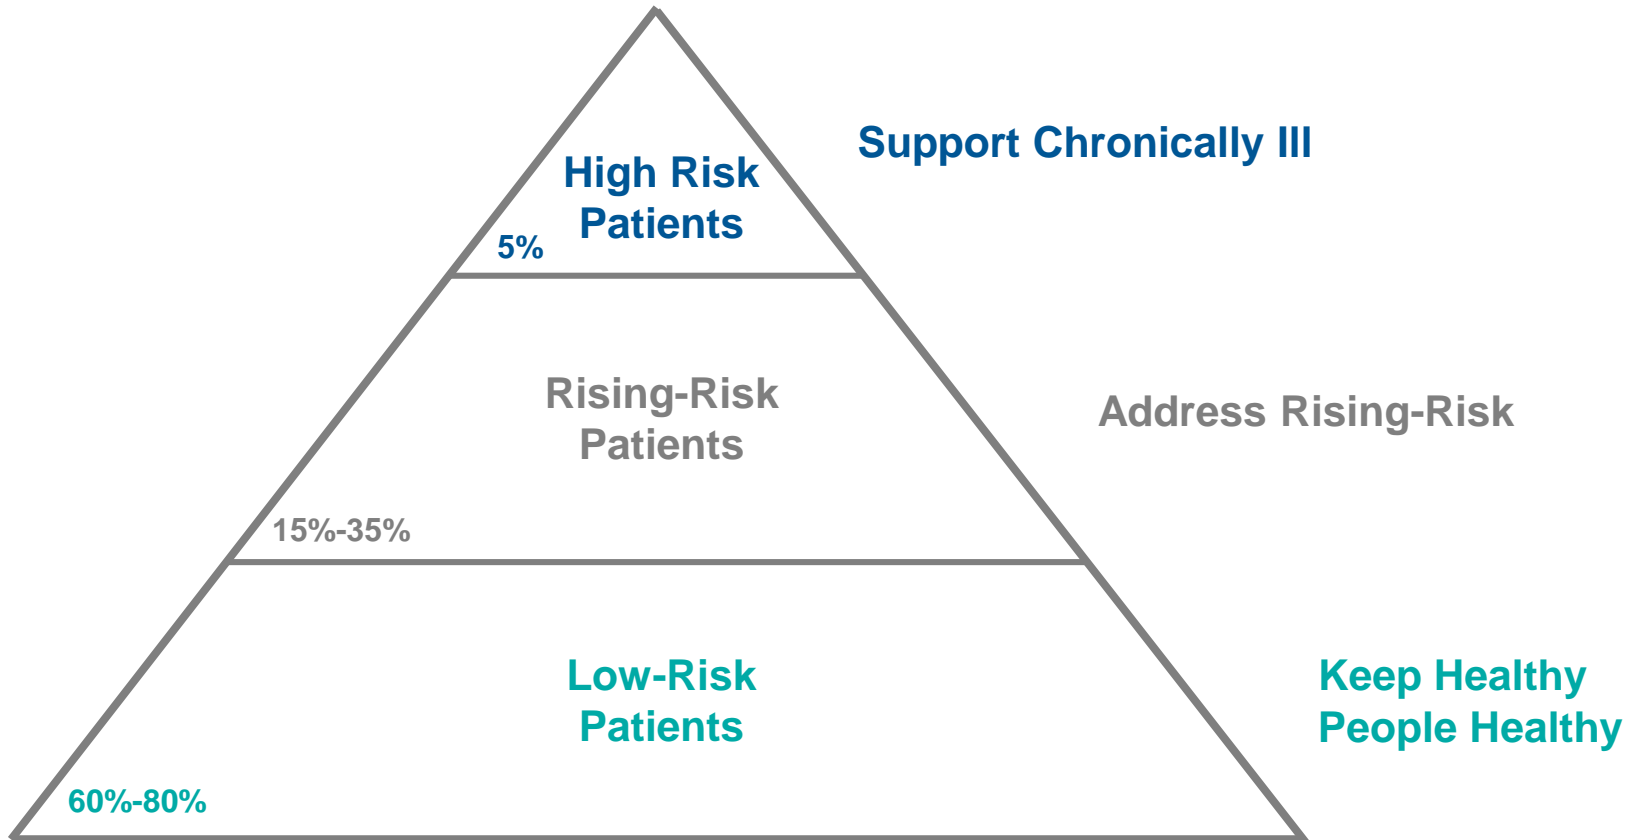 Support Chronically Ill
High Risk
Patients
5%
Rising-Risk
Patients
Address Rising-Risk
15%-35%
Low-Risk
Patients
Keep Healthy
People Healthy
60%-80%